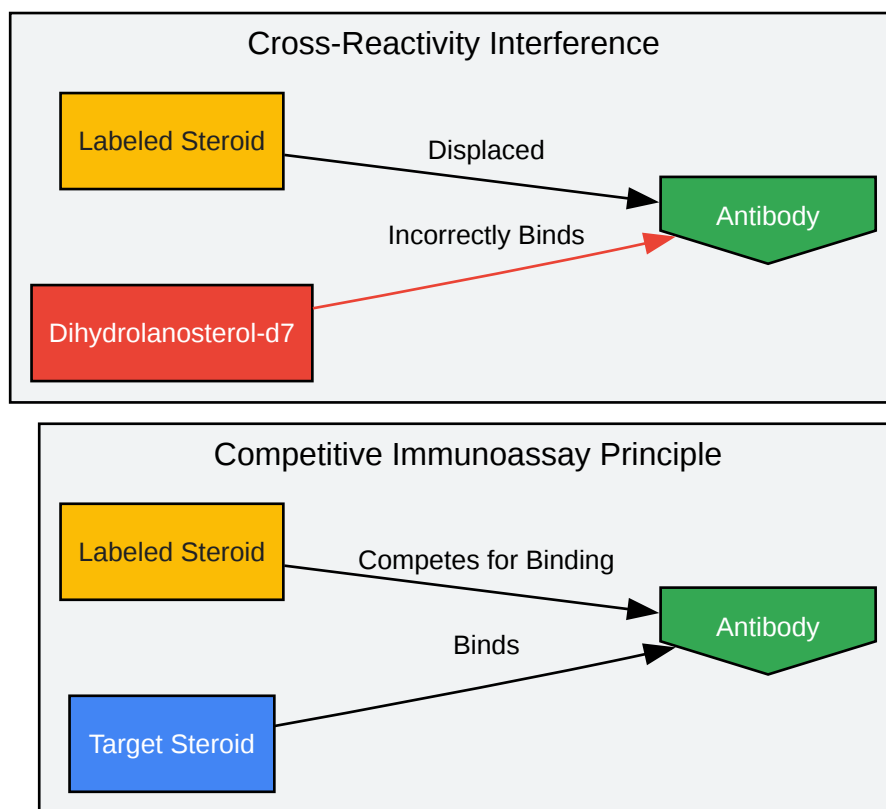 Cross-Reactivity Interference
Labeled Steroid
Displaced
Antibody
Incorrectly Binds
Dihydrolanosterol-d7
Competitive Immunoassay Principle
Labeled Steroid
Competes for Binding
Antibody
Binds
Target Steroid